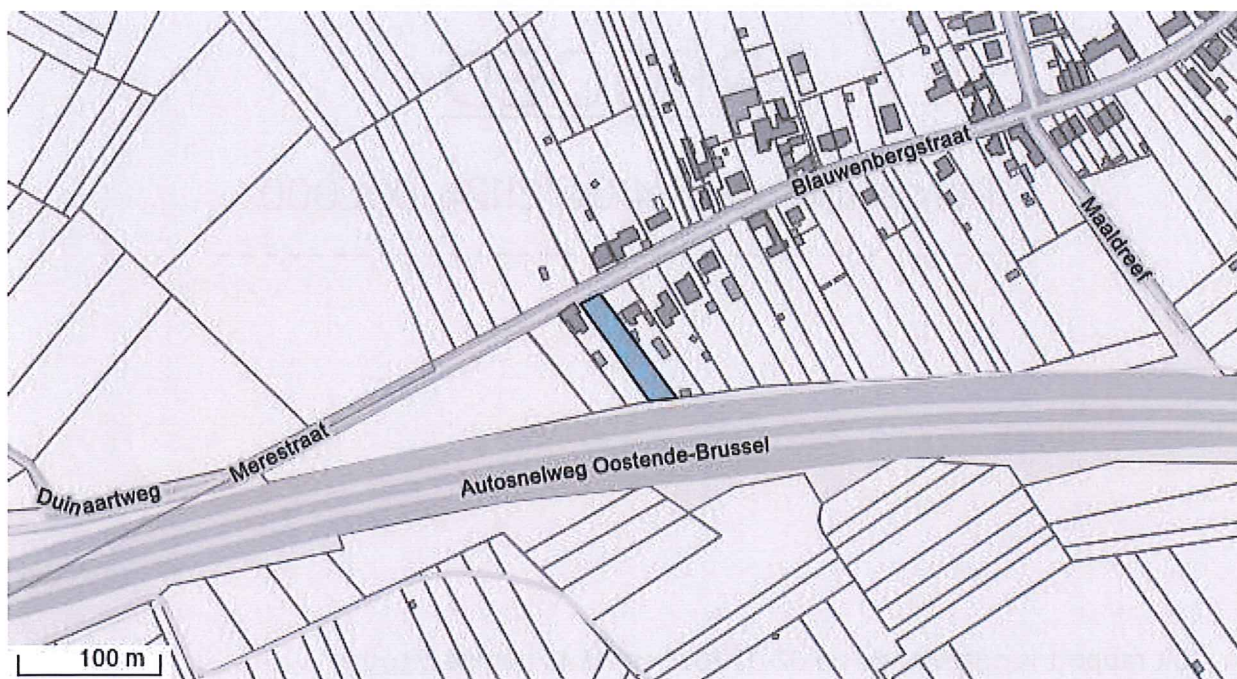 Blauwenbergstraat
Maaldreef
Merestraat
Autosnelweg Oostende-Brussel
Duinaartweg
100 m